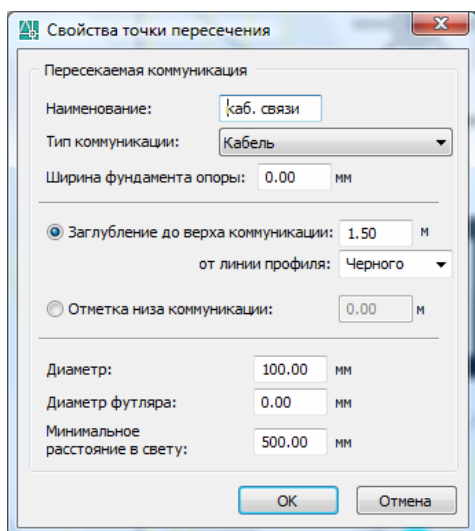 Свойства точки пересечения
Пересекаемая коммуникация
Наименование: каб. связи
Тип коммуникации: Кабель
Ширина фундамента опоры: 0.00 мм
Заглубление до верха коммуникации: 1.50 м
от линии профиля: Черного
Отметка низа коммуникации: 0.00 м
Диаметр: 100.00 мм
Диаметр футляра: 0.00 мм
Минимальное
расстояние в свету: 500.00 мм
OK Отмена